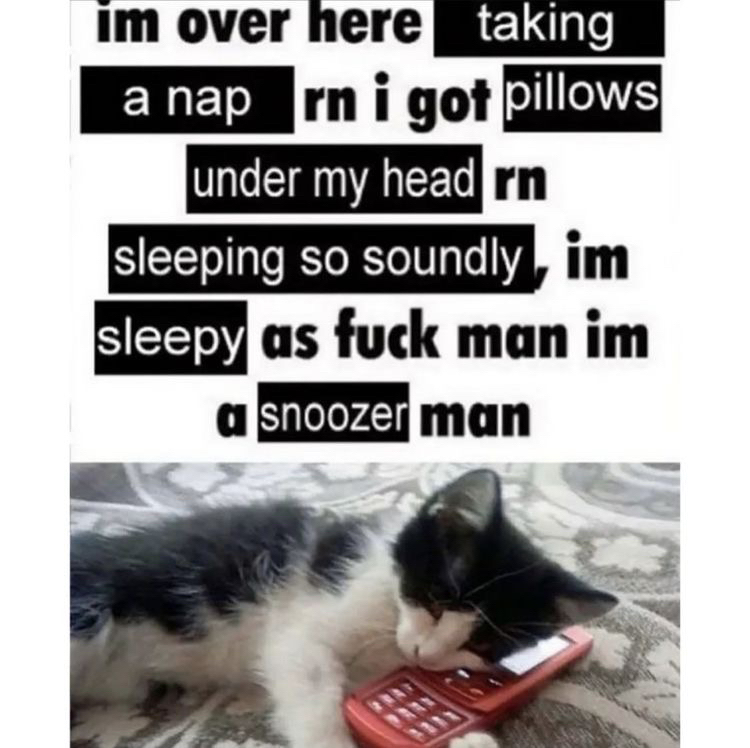 im over here taking
a nap rn i got pillows
under my head rn
sleeping so soundly, im
sleepy as fuck man im
a snoozer man